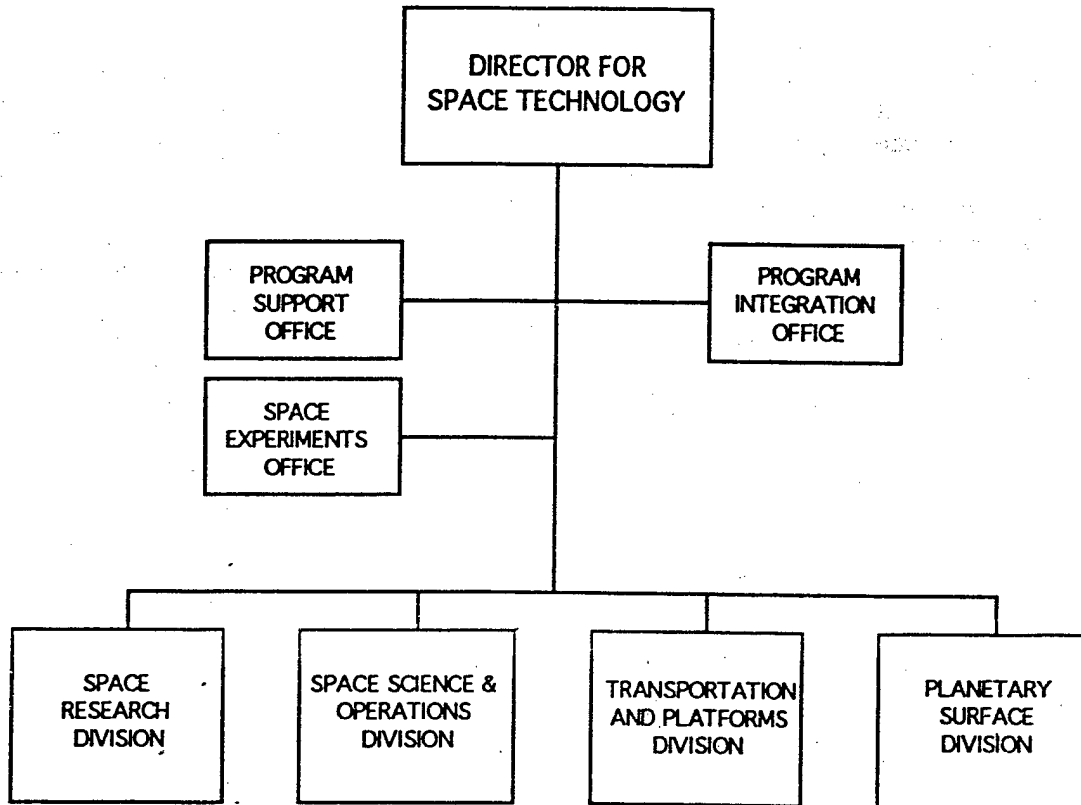 DIRECTOR FOR
SPACE TECHNOLOGY
PROGRAM
SUPPORT
OFFICE
PROGRAM
INTEGRATION
OFFICE
SPACE
EXPERIMENTS
OFFICE
SPACE
RESEARCH
DIVISION
SPACE SCIENCE &
OPERATIONS
DIVISION
TRANSPORTATION
AND PLATFORMS
DIVISION
PLANETARY
SURFACE
DIVISION